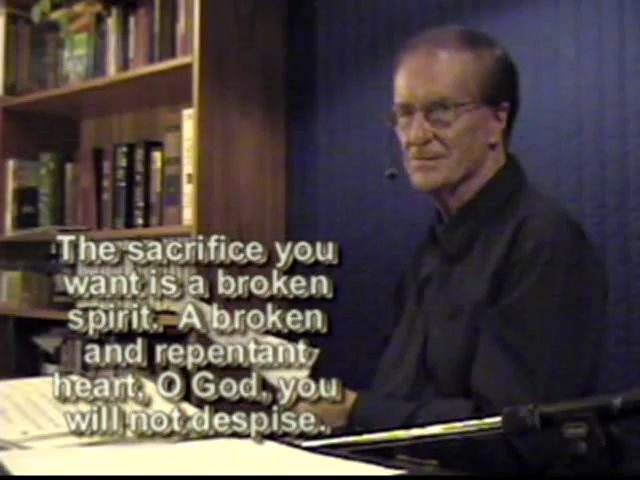 The sacrifice you
want is a broken
spirit. A broken
and repentant
heart, O God, you
will not despise.